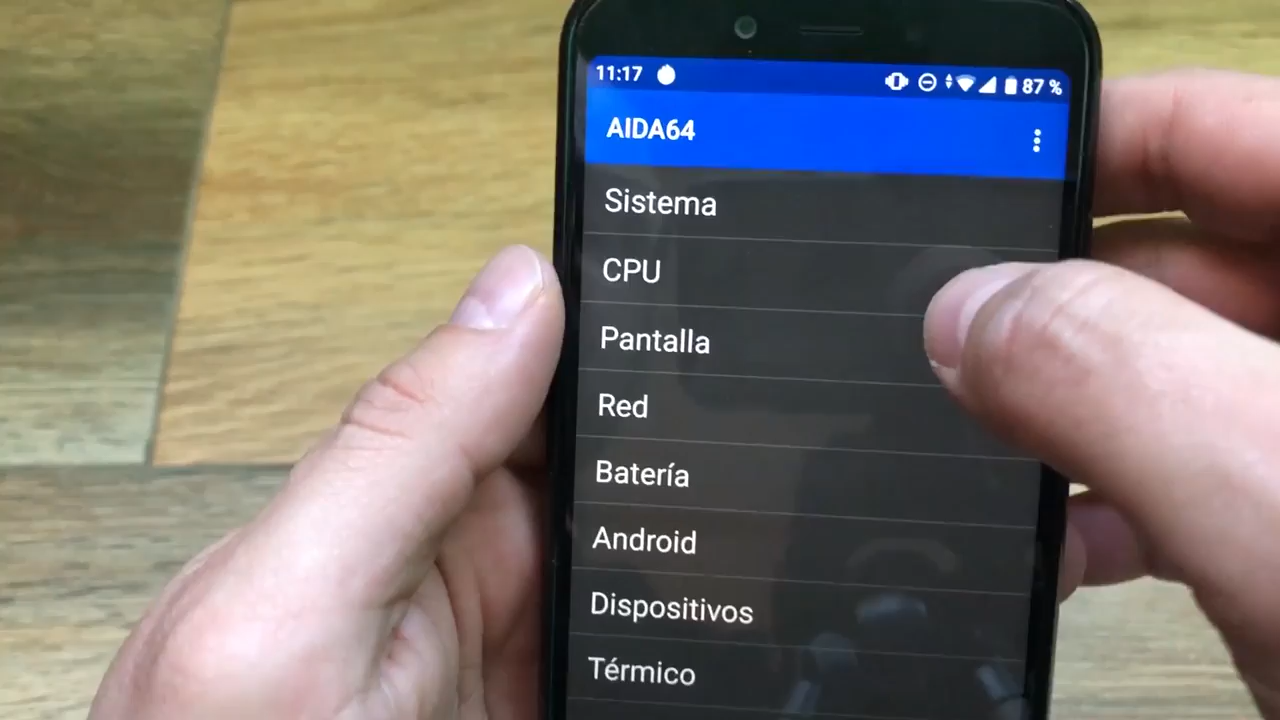 11:17 87 %
AIDA64
Sistema
CPU
Pantalla
Red
Batería
Android
Dispositivos
Térmico